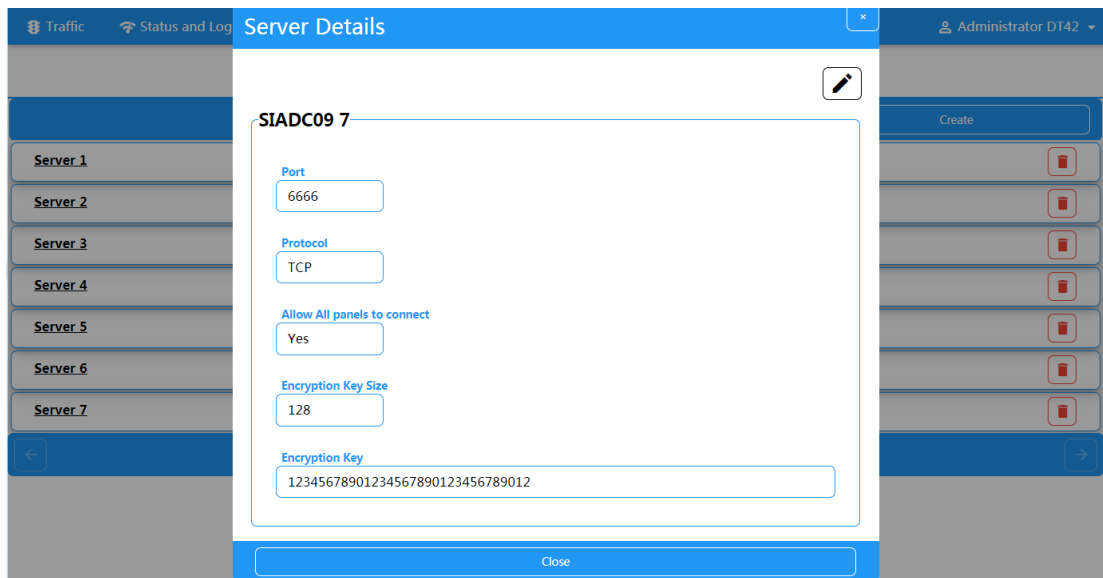 Traffic
Status and Log
Server Details
×
Administrator DT42
Create
SIADC09 7
Port
6666
Protocol
TCP
Allow All panels to connect
Yes
Encryption Key Size
128
Encryption Key
12345678901234567890123456789012
Server 1
Server 2
Server 3
Server 4
Server 5
Server 6
Server 7
Close